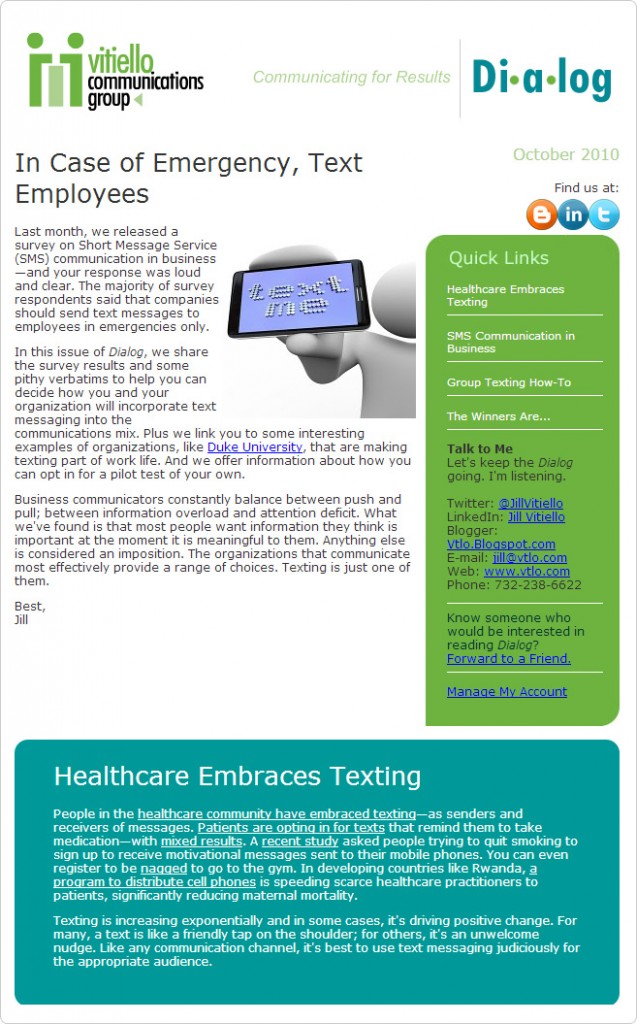 vitiello
communications
group
Communicating for Results
Di•a•log
October 2010
In Case of Emergency, Text
Employees
Find us at:
Last month, we released a
survey on Short Message Service
(SMS) communication in business
—and your response was loud
and clear. The majority of survey
respondents said that companies
should send text messages to
employees in emergencies only.
text
me
In this issue of Dialog, we share
the survey results and some
pithy verbatims to help you can
decide how you and your
organization will incorporate text
messaging into the
communications mix. Plus we link you to some interesting
examples of organizations, like Duke University, that are making
texting part of work life. And we offer information about how you
can opt in for a pilot test of your own.
Business communicators constantly balance between push and
pull; between information overload and attention deficit. What
we've found is that most people want information they think is
important at the moment it is meaningful to them. Anything else
is considered an imposition. The organizations that communicate
most effectively provide a range of choices. Texting is just one of
them.
Best,
Jill
Quick Links
Healthcare Embraces
Texting
SMS Communication in
Business
Group Texting How-To
The Winners Are...
Talk to Me
Let's keep the Dialog
going. I'm listening.
Twitter: @JillVitiello
LinkedIn: Jill Vitiello
Blogger:
Vtlo.Blogspot.com
E-mail: jill@vtlo.com
Web: www.vtlo.com
Phone: 732-238-6622
Know someone who
would be interested in
reading Dialog?
Forward to a Friend.
Manage My Account
Healthcare Embraces Texting
People in the healthcare community have embraced texting—as senders and
receivers of messages. Patients are opting in for texts that remind them to take
medication—with mixed results. A recent study asked people trying to quit smoking to
sign up to receive motivational messages sent to their mobile phones. You can even
register to be nagged to go to the gym. In developing countries like Rwanda, a
program to distribute cell phones is speeding scarce healthcare practitioners to
patients, significantly reducing maternal mortality.
Texting is increasing exponentially and in some cases, it's driving positive change. For
many, a text is like a friendly tap on the shoulder; for others, it's an unwelcome
nudge. Like any communication channel, it's best to use text messaging judiciously for
the appropriate audience.